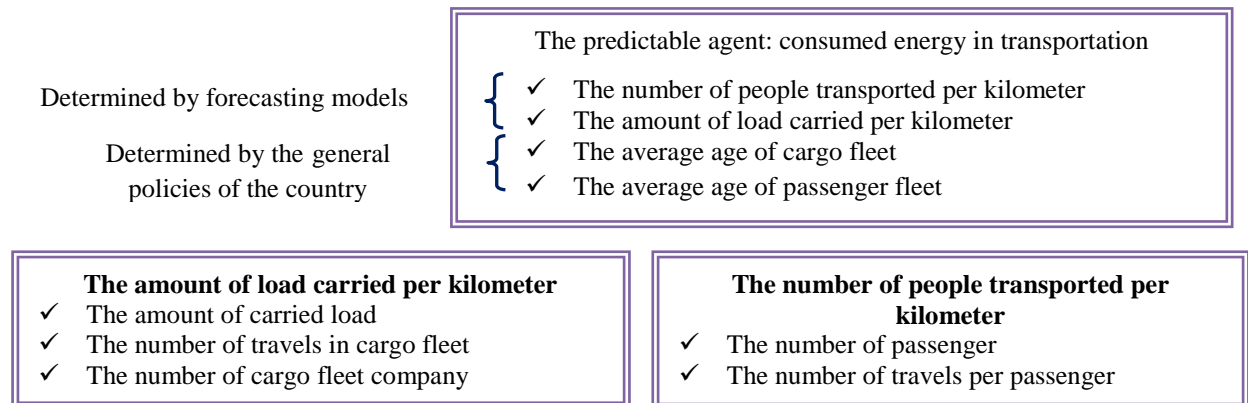 The predictable agent: consumed energy in transportation
Determined by forecasting models
✓ The number of people transported per kilometer
✓ The amount of load carried per kilometer
Determined by the general
policies of the country
✓ The average age of cargo fleet
✓ The average age of passenger fleet
The amount of load carried per kilometer
✓ The amount of carried load
✓ The number of travels in cargo fleet
✓ The number of cargo fleet company
The number of people transported per
kilometer
✓ The number of passenger
✓ The number of travels per passenger